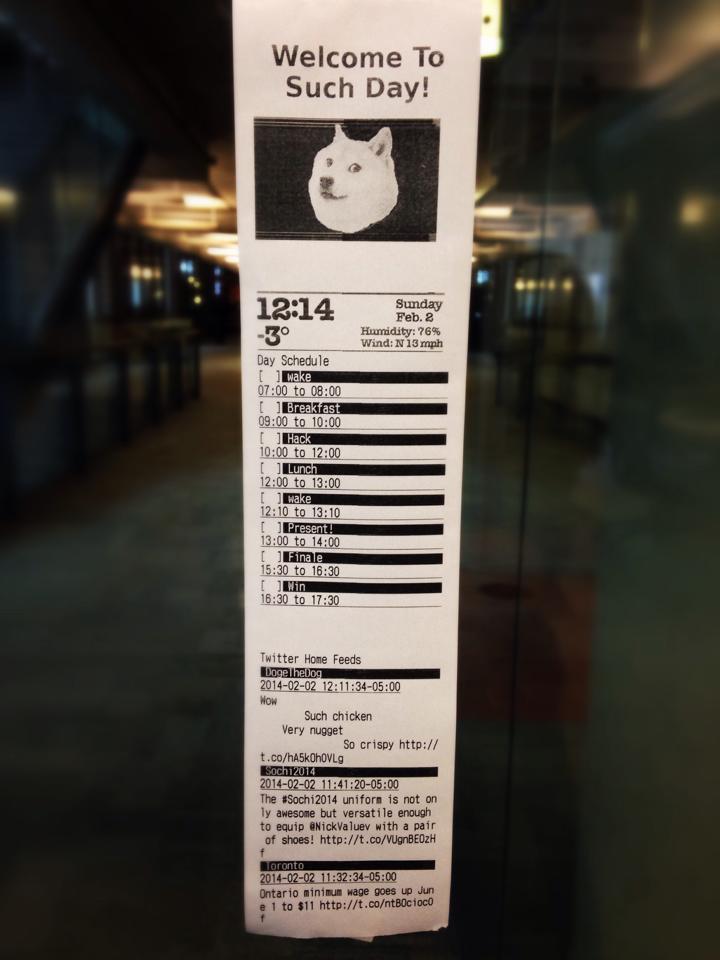 Welcome To
Such Day!
12:14
Sunday
Feb. 2
-3°
Humidity: 76%
Wind: N 13 mph
Day Schedule
[ ] wake
07:00 to 08:00
[ ] Breakfast
09:00 to 10:00
[ ] Hack
10:00 to 12:00
[ ] Lunch
12:00 to 13:00
[ ] wake
12:10 to 13:10
[ ] Present!
13:00 to 14:00
[ ] Finale
15:30 to 16:30
[ ] Win
16:30 to 17:30
Twitter Home Feeds
DogeTheDog
2014-02-02 12:11:34-05:00
Wow
Such chicken
Very nugget
So crispy http://
t.co/hA5k0h0VLg
Sochi2014
2014-02-02 11:41:20-05:00
The #Sochi2014 uniform is not on
ly awesome but versatile enough
to equip @NickValuev with a pair
of shoes! http://t.co/VUgnBEOzH
f
Toronto
2014-02-02 11:32:34-05:00
Ontario minimum wage goes up Jun
e 1 to $11 http://t.co/ntB0cioc0
f